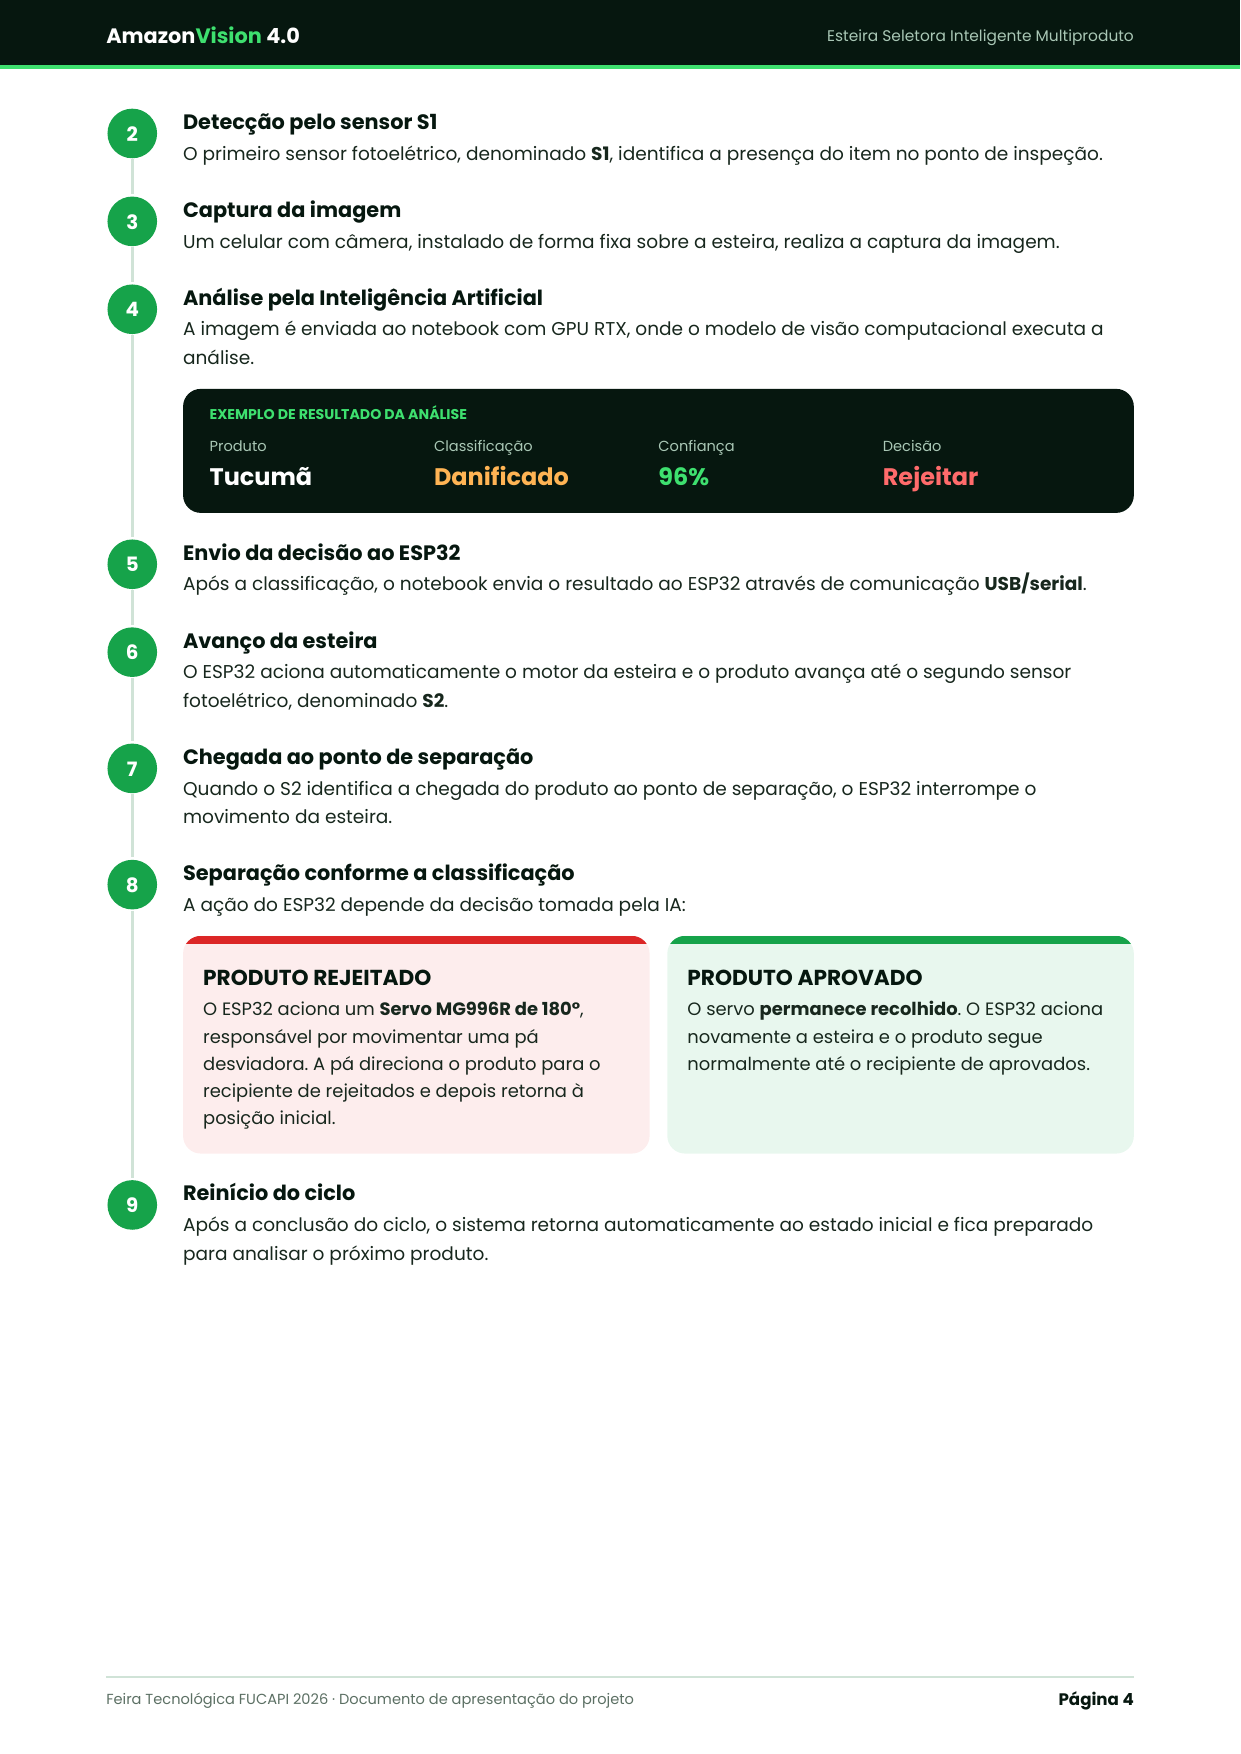 AmazonVision 4.0
Esteira Seletora Inteligente Multiproduto
2
Detecção pelo sensor S1
O primeiro sensor fotoelétrico, denominado S1, identifica a presença do item no ponto de inspeção.
3
Captura da imagem
Um celular com câmera, instalado de forma fixa sobre a esteira, realiza a captura da imagem.
4
Análise pela Inteligência Artificial
A imagem é enviada ao notebook com GPU RTX, onde o modelo de visão computacional executa a
análise.
EXEMPLO DE RESULTADO DA ANÁLISE
Produto Classificação Confiança Decisão
Tucumã Danificado 96% Rejeitar
5
Envio da decisão ao ESP32
Após a classificação, o notebook envia o resultado ao ESP32 através de comunicação USB/serial.
6
Avanço da esteira
O ESP32 aciona automaticamente o motor da esteira e o produto avança até o segundo sensor
fotoelétrico, denominado S2.
7
Chegada ao ponto de separação
Quando o S2 identifica a chegada do produto ao ponto de separação, o ESP32 interrompe o
movimento da esteira.
8
Separação conforme a classificação
A ação do ESP32 depende da decisão tomada pela IA:
PRODUTO REJEITADO
O ESP32 aciona um Servo MG996R de 180°,
responsável por movimentar uma pá
desviadora. A pá direciona o produto para o
recipiente de rejeitados e depois retorna à
posição inicial.
PRODUTO APROVADO
O servo permanece recolhido. O ESP32 aciona
novamente a esteira e o produto segue
normalmente até o recipiente de aprovados.
9
Reinício do ciclo
Após a conclusão do ciclo, o sistema retorna automaticamente ao estado inicial e fica preparado
para analisar o próximo produto.
Feira Tecnológica FUCAPI 2026 · Documento de apresentação do projeto
Página 4